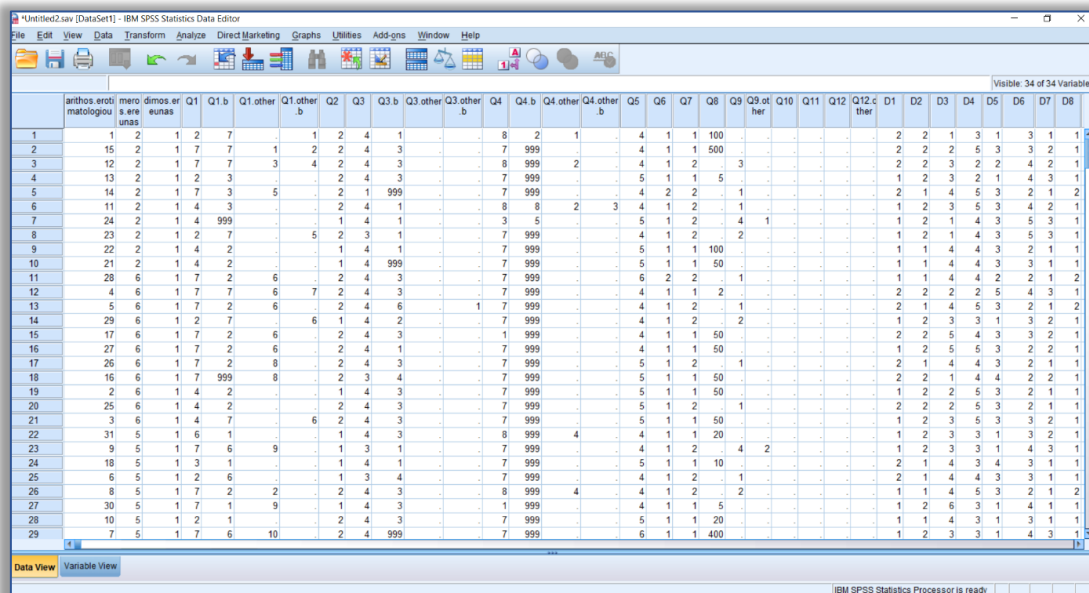 *Untitled2.sav [DataSet1] - IBM SPSS Statistics Data Editor
File Edit View Data Transform Analyze Direct Marketing Graphs Utilities Add-ons Window Help
Visible: 34 of 34 Variable
arithos.erotimatologiou meros.ereunas dimos.ereunas Q1 Q1.b Q1.other Q1.other.b Q2 Q3 Q3.b Q3.other Q3.other.b Q4 Q4.b Q4.other Q4.other.b Q5 Q6 Q7 Q8 Q9 Q9.other Q10 Q11 Q12 Q12.other D1 D2 D3 D4 D5 D6 D7 D8
1 1 2 1 2 7 . 1 2 4 1 . . 8 2 1 . 4 1 1 100 . . . . . . 2 2 1 3 1 3 1 1
2 15 2 1 7 7 1 2 2 4 3 . . 7 999 . . 4 1 1 500 . . . . . . 2 2 2 5 3 3 2 1
3 12 2 1 7 7 3 4 2 4 3 . . 8 999 2 . 4 1 2 . 3 . . . . . 2 2 3 2 2 4 2 1
4 13 2 1 2 3 . . 2 4 3 . . 7 999 . . 5 1 1 5 . . . . . . 1 2 3 2 1 4 3 1
5 14 2 1 7 3 5 . 2 1 999 . . 7 999 . . 4 2 2 . 1 . . . . . 2 1 4 5 3 2 1 2
6 11 2 1 4 3 . . 2 4 1 . . 8 8 2 3 4 1 2 . 1 . . . . . 1 2 3 5 3 4 2 1
7 24 2 1 4 999 . . 1 4 1 . . 3 5 . . 5 1 2 . 4 1 . . . . 1 2 1 4 3 5 3 1
8 23 2 1 2 7 . 5 2 3 1 . . 7 999 . . 4 1 2 . 2 . . . . . 1 2 1 4 3 5 3 1
9 22 2 1 4 2 . . 1 4 1 . . 7 999 . . 5 1 1 100 . . . . . . 1 1 4 4 3 2 1 1
10 21 2 1 4 2 . . 1 4 999 . . 7 999 . . 5 1 1 50 . . . . . . 1 1 4 4 3 3 1 1
11 28 6 1 7 2 6 . 2 4 3 . . 7 999 . . 6 2 2 . 1 . . . . . 1 1 4 4 2 2 1 2
12 4 6 1 7 7 6 7 2 4 3 . . 7 999 . . 4 1 1 2 . . . . . . 2 2 2 2 5 4 3 1
13 5 6 1 7 2 6 . 2 4 6 . 1 7 999 . . 4 1 2 . 1 . . . . . 2 1 4 5 3 2 1 2
14 29 6 1 2 7 . 6 1 4 2 . . 7 999 . . 4 1 2 . 2 . . . . . 1 2 3 3 1 3 2 1
15 17 6 1 7 2 6 . 2 4 3 . . 1 999 . . 4 1 1 50 . . . . . . 2 2 5 4 3 3 2 1
16 27 6 1 7 2 6 . 2 4 1 . . 7 999 . . 4 1 1 50 . . . . . . 1 2 5 5 3 2 2 1
17 26 6 1 7 2 8 . 2 4 3 . . 7 999 . . 5 1 2 . 1 . . . . . 2 1 4 4 3 2 1 1
18 16 6 1 7 999 8 . 2 3 4 . . 7 999 . . 5 1 1 50 . . . . . . 2 2 1 4 4 2 2 1
19 2 6 1 4 2 . . 1 4 3 . . 7 999 . . 5 1 1 50 . . . . . . 1 2 2 5 3 2 1 1
20 25 6 1 4 2 . . 2 4 3 . . 7 999 . . 5 1 2 . 1 . . . . . 2 2 2 5 3 2 2 1
21 3 6 1 4 7 . 6 2 4 3 . . 7 999 . . 5 1 1 50 . . . . . . 1 2 3 5 3 3 2 1
22 31 5 1 6 1 . . 1 4 3 . . 8 999 4 . 4 1 1 20 . . . . . . 1 2 3 3 1 3 2 1
23 9 5 1 7 6 9 . 1 3 1 . . 7 999 . . 4 1 2 . 4 2 . . . . 1 2 3 3 1 4 3 1
24 18 5 1 3 1 . . 1 4 1 . . 7 999 . . 5 1 1 10 . . . . . . 2 1 4 3 4 3 1 1
25 6 5 1 2 6 . . 1 3 4 . . 7 999 . . 4 1 2 . 1 . . . . . 1 2 4 4 3 3 1 1
26 8 5 1 7 2 2 . 2 4 3 . . 8 999 4 . 4 1 2 . 2 . . . . . 1 1 4 5 3 2 1 2
27 30 5 1 7 1 9 . 1 4 3 . . 1 999 . . 4 1 1 5 . . . . . . 1 2 6 3 1 4 1 1
28 10 5 1 2 1 . . 2 4 3 . . 7 999 . . 5 1 1 20 . . . . . . 1 1 4 3 1 3 1 1
29 7 5 1 7 6 10 . 2 4 999 . . 7 999 . . 6 1 1 400 . . . . . . 1 2 3 3 1 4 3 1
Data View Variable View
IBM SPSS Statistics Processor is ready